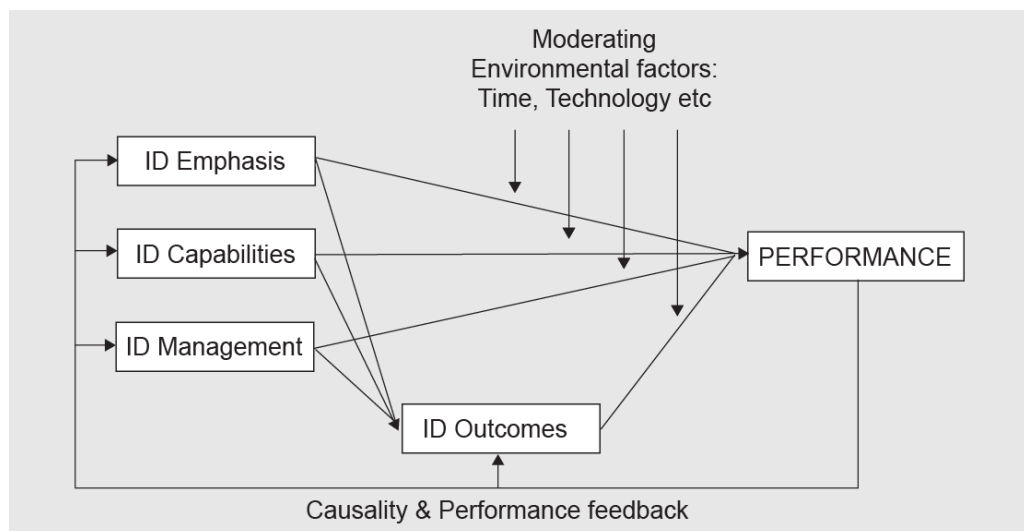 Moderating
Environmental factors:
Time, Technology etc
ID Emphasis
ID Capabilities
PERFORMANCE
ID Management
ID Outcomes
Causality & Performance feedback